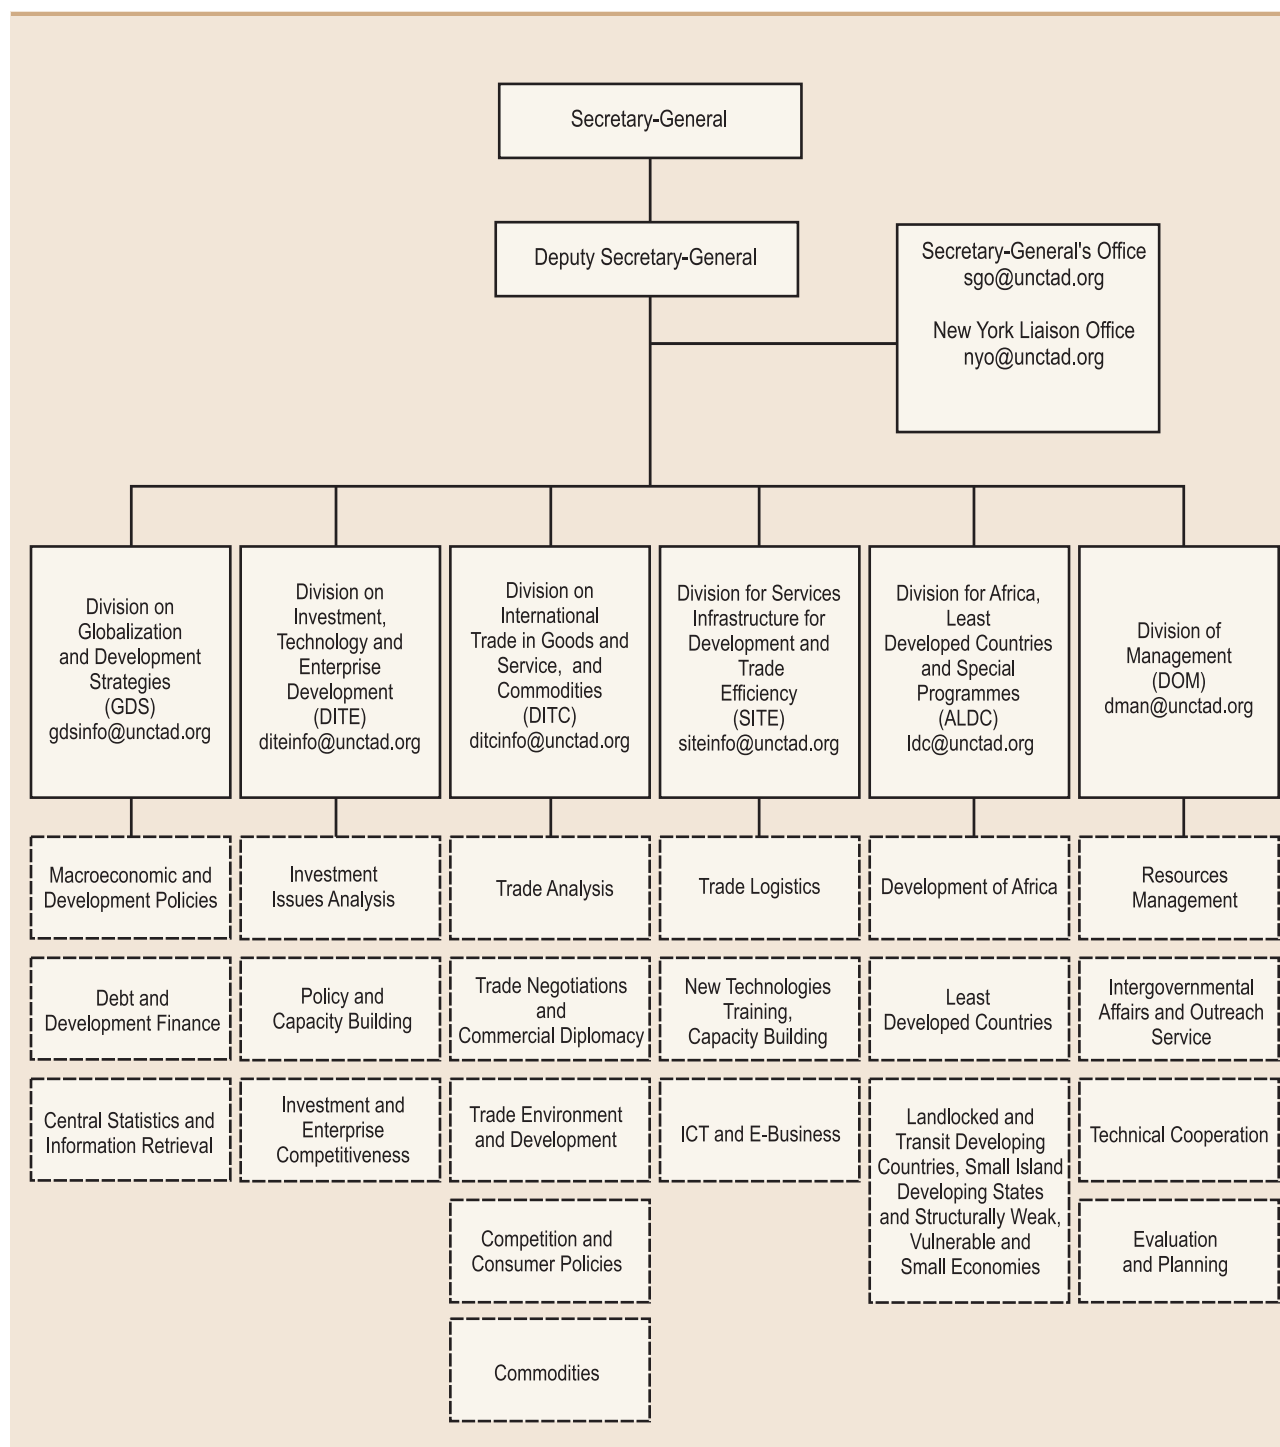 Secretary-General
Deputy Secretary-General
Secretary-General's Office
sgo@unctad.org
New York Liaison Office
nyo@unctad.org
Division on
Globalization
and Development
Strategies
(GDS)
gdsinfo@unctad.org
Division on
Investment,
Technology and
Enterprise
Development
(DITE)
diteinfo@unctad.org
Division on
International
Trade in Goods and
Service, and
Commodities
(DITC)
ditcinfo@unctad.org
Division for Services
Infrastructure for
Development and
Trade
Efficiency
(SITE)
siteinfo@unctad.org
Division for Africa,
Least
Developed Countries
and Special
Programmes
(ALDC)
ldc@unctad.org
Division of
Management
(DOM)
dman@unctad.org
Macroeconomic and
Development Policies
Investment
Issues Analysis
Trade Analysis
Trade Logistics
Development of Africa
Resources
Management
Debt and
Development Finance
Policy and
Capacity Building
Trade Negotiations
and
Commercial Diplomacy
New Technologies
Training,
Capacity Building
Least
Developed Countries
Intergovernmental
Affairs and Outreach
Service
Central Statistics and
Information Retrieval
Investment and
Enterprise
Competitiveness
Trade Environment
and Development
ICT and E-Business
Landlocked and
Transit Developing
Countries, Small Island
Developing States
and Structurally Weak,
Vulnerable and
Small Economies
Technical Cooperation
Competition and
Consumer Policies
Evaluation
and Planning
Commodities